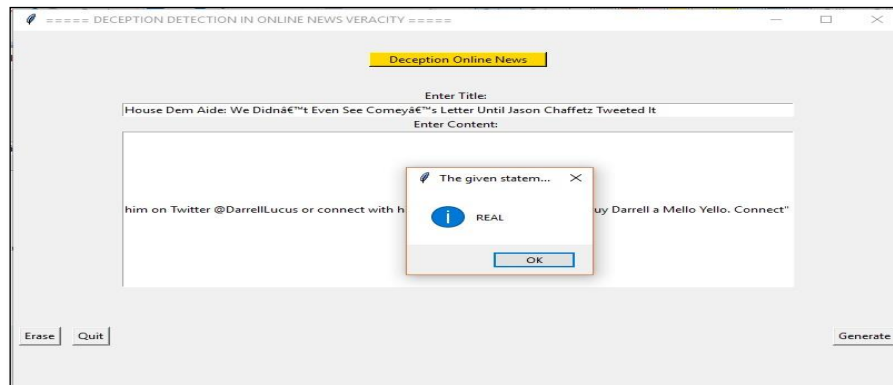 ===== DECEPTION DETECTION IN ONLINE NEWS VERACITY =====
Deception Online News
Enter Title:
House Dem Aide: We Didnâ€™t Even See Comeyâ€™s Letter Until Jason Chaffetz Tweeted It
Enter Content:
The given statem...
him on Twitter @DarrellLucus or connect with h
uy Darrell a Mello Yello. Connect"
REAL
OK
Erase
Quit
Generate